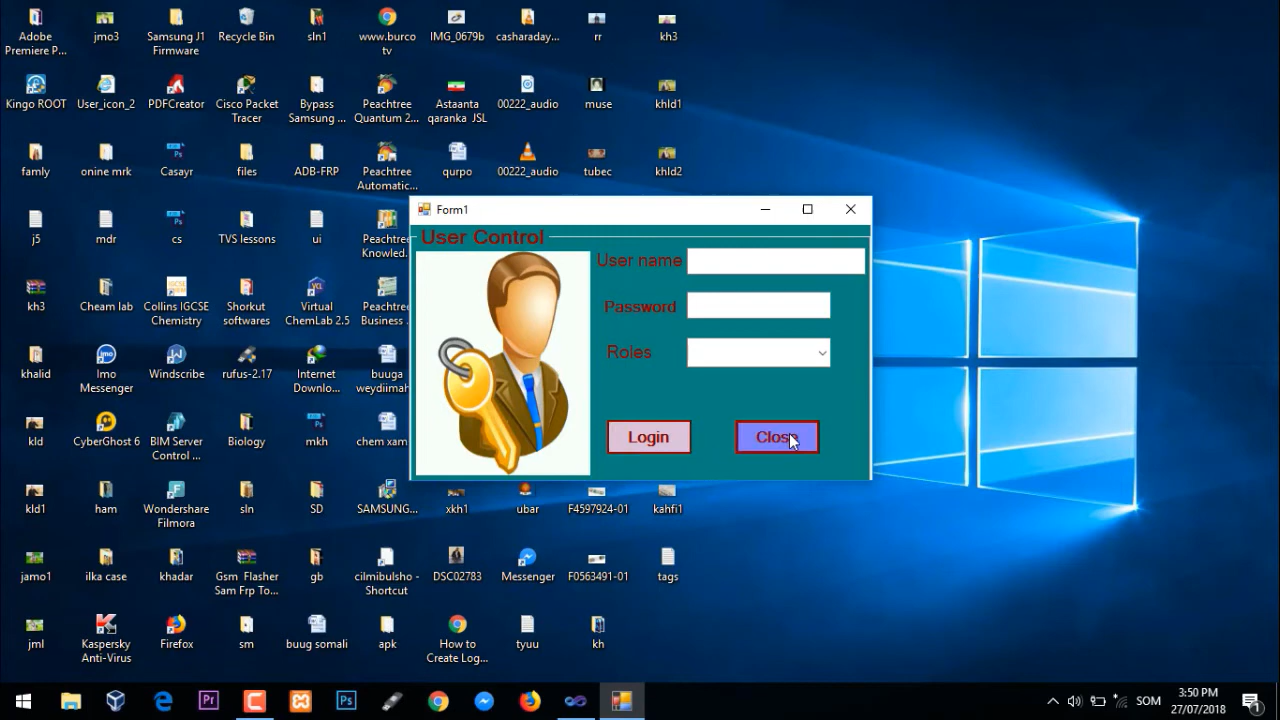 Adobe
Premiere P...
jmo3
Samsung J1
Firmware
Recycle Bin
sln1
www.burco
tv
IMG_0679b
casharaday...
rr
kh3
Kingo ROOT
User_icon_2
PDFCreator
Cisco Packet
Tracer
Bypass
Samsung ...
Peachtree
Quantum 2...
Astaanta
qaranka JSL
00222_audio
muse
khld1
famly
onine mrk
Casayr
files
ADB-FRP
Peachtree
Automatic...
qurpo
00222_audio
tubec
khld2
j5
mdr
cs
TVS lessons
ui
Peachtree
Knowled.
kh3
Cheam lab
Collins IGCSE
Chemistry
Shorkut
softwares
Virtual
ChemLab 2.5
Peachtree
Business .
khalid
Imo
Messenger
Windscribe
rufus-2.17
Internet
Downlo...
buuga
weydiimah
kld
CyberGhost 6
BIM Server
Control ...
Biology
mkh
chem xam
kld1
ham
Wondershare
Filmora
sln
SD
SAMSUNG...
xkh1
ubar
F4597924-01
kahfi1
jamo1
ilka case
khadar
Gsm Flasher
Sam Frp To...
gb
cilmibulsho -
Shortcut
DSC02783
Messenger
F0563491-01
tags
jml
Kaspersky
Anti-Virus
Firefox
sm
buug somali
apk
How to
Create Log...
tyuu
kh
Form1
User Control
User name
Password
Roles
Login
Close
SOM
3:50 PM
27/07/2018
1